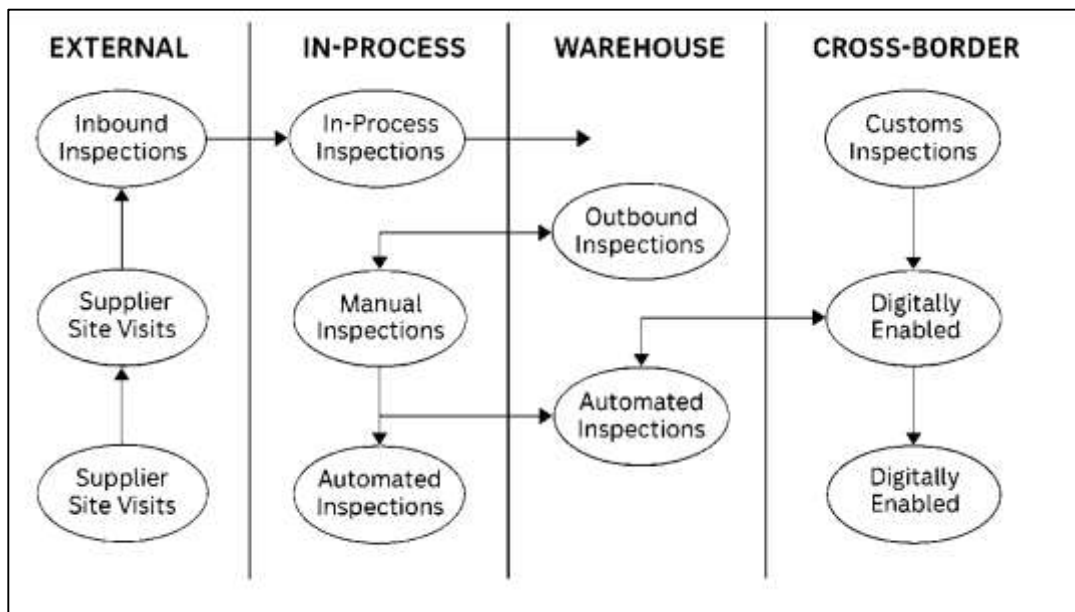 EXTERNAL
IN-PROCESS
WAREHOUSE
CROSS-BORDER
Inbound
Inspections
In-Process
Inspections
Customs
Inspections
Outbound
Inspections
Supplier
Site Visits
Manual
Inspections
Digitally
Enabled
Automated
Inspections
Supplier
Site Visits
Automated
Inspections
Digitally
Enabled